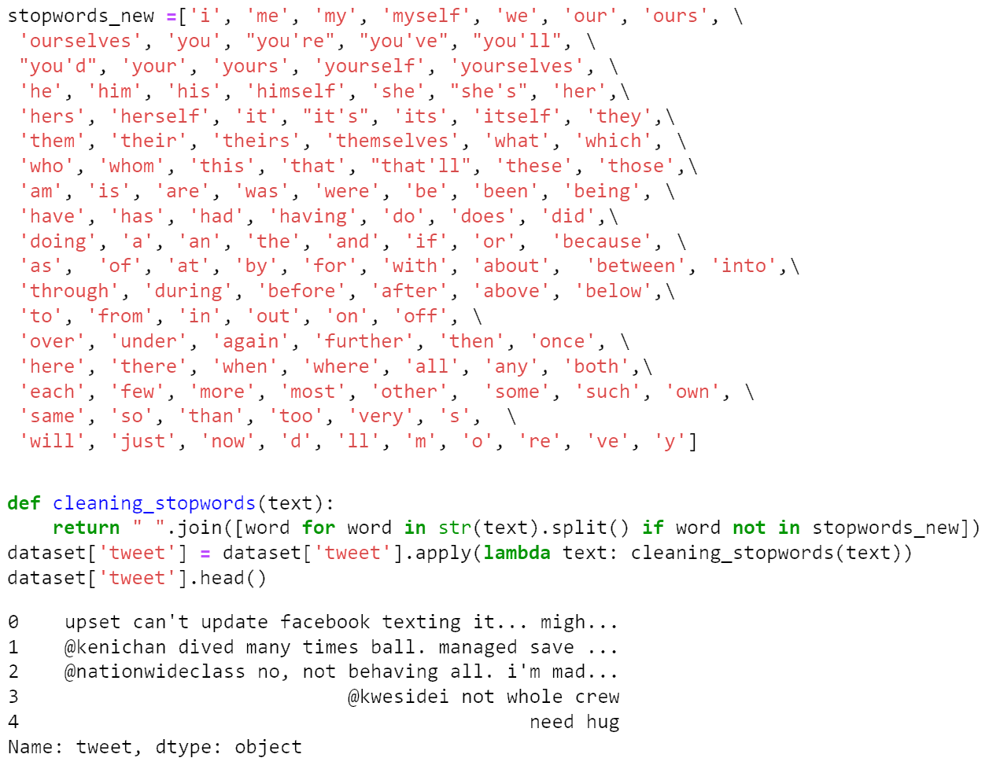 stopwords_new =['i', 'me', 'my', 'myself', 'we', 'our', 'ours', \
 'ourselves', 'you', "you're", "you've", "you'll", \
 "you'd", 'your', 'yours', 'yourself', 'yourselves', \
 'he', 'him', 'his', 'himself', 'she', "she's", 'her',\
 'hers', 'herself', 'it', "it's", 'its', 'itself', 'they',\
 'them', 'their', 'theirs', 'themselves', 'what', 'which', \
 'who', 'whom', 'this', 'that', "that'll", 'these', 'those',\
 'am', 'is', 'are', 'was', 'were', 'be', 'been', 'being', \
 'have', 'has', 'had', 'having', 'do', 'does', 'did',\
 'doing', 'a', 'an', 'the', 'and', 'if', 'or',  'because', \
 'as',  'of', 'at', 'by', 'for', 'with', 'about',  'between', 'into',\
 'through', 'during', 'before', 'after', 'above', 'below',\
 'to', 'from', 'in', 'out', 'on', 'off', \
 'over', 'under', 'again', 'further', 'then', 'once', \
 'here', 'there', 'when', 'where', 'all', 'any', 'both',\
 'each', 'few', 'more', 'most', 'other',  'some', 'such', 'own', \
 'same', 'so', 'than', 'too', 'very', 's',  \
 'will', 'just', 'now', 'd', 'll', 'm', 'o', 're', 've', 'y']
def cleaning_stopwords(text):
    return " ".join([word for word in str(text).split() if word not in stopwords_new])
dataset['tweet'] = dataset['tweet'].apply(lambda text: cleaning_stopwords(text))
dataset['tweet'].head()
0    upset can't update facebook texting it... migh...
1    @kenichan dived many times ball. managed save ...
2    @nationwideclass no, not behaving all. i'm mad...
3                             @kwesidei not whole crew
4                                             need hug
Name: tweet, dtype: object